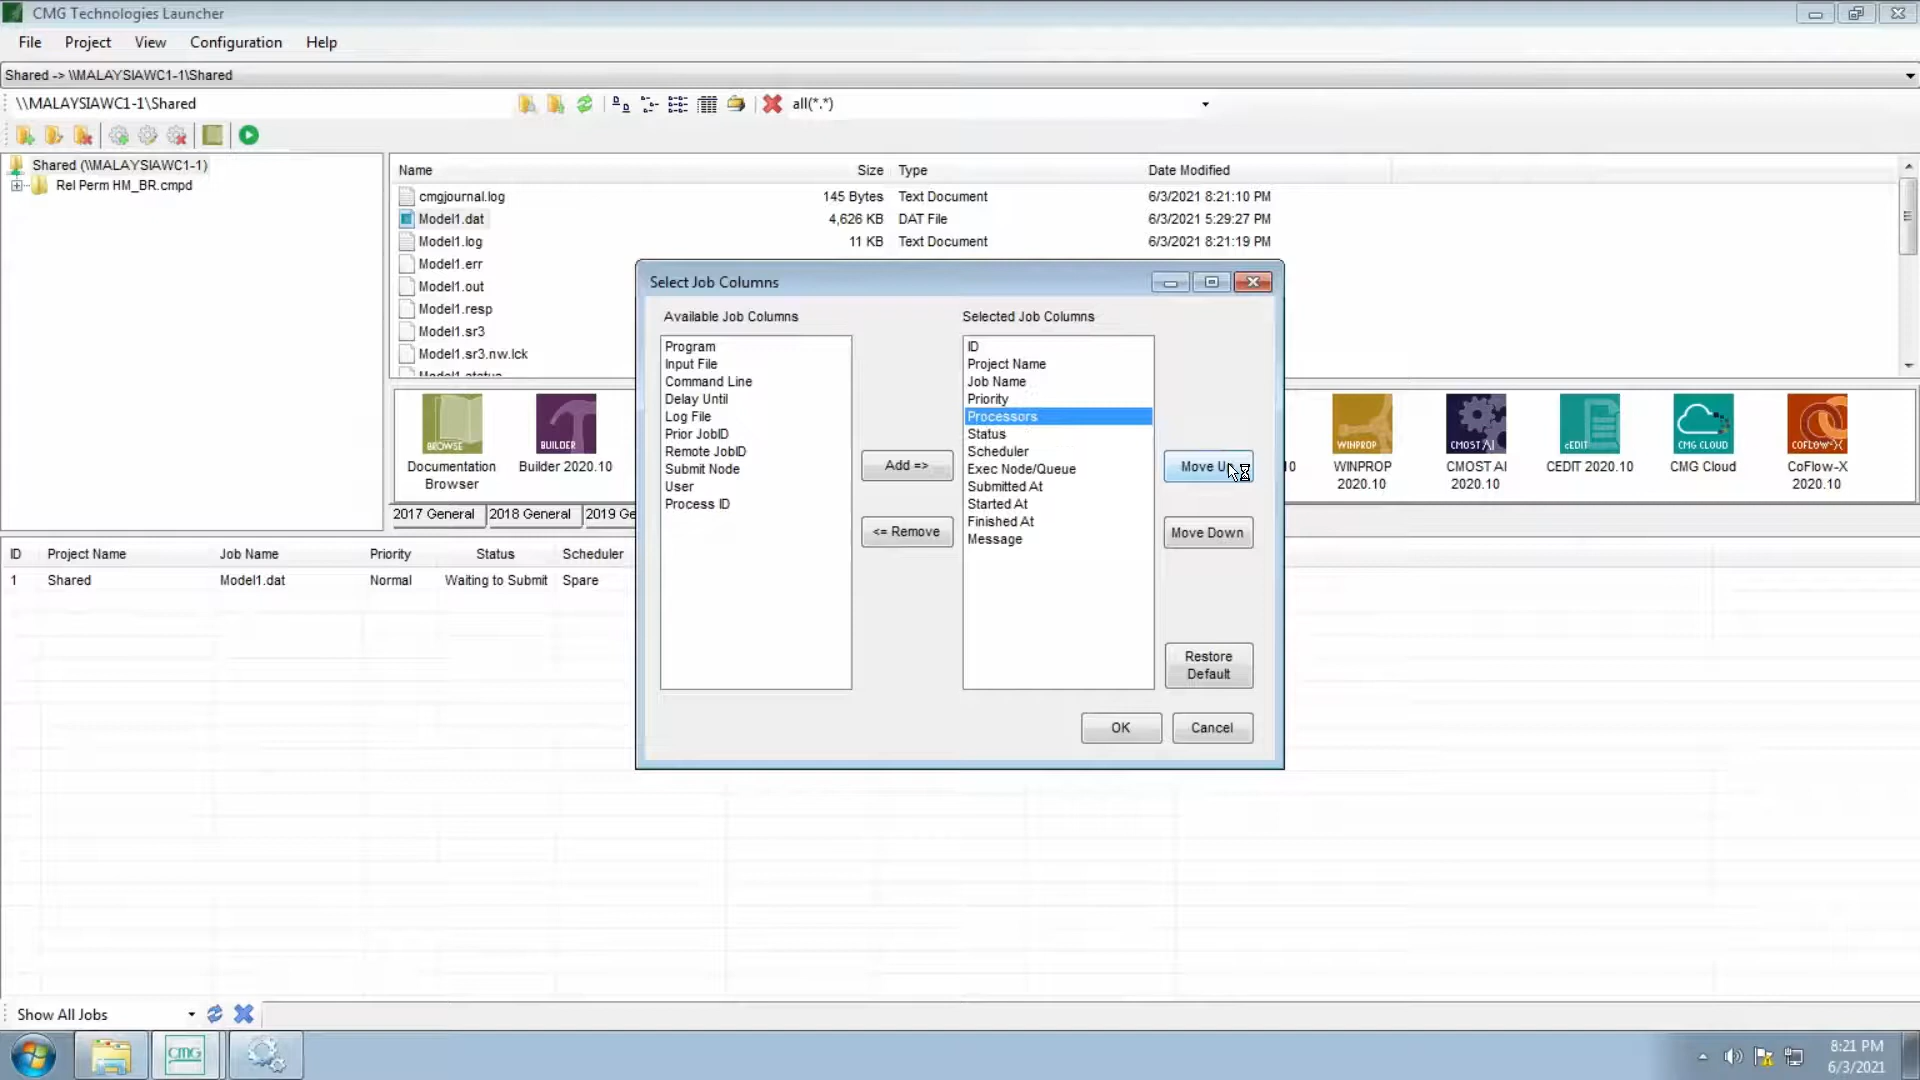 CMG Technologies Launcher
File Project View Configuration Help
Shared -> \\MALAYSIAWC1-1\Shared
\\MALAYSIAWC1-1\Shared all(*.*)
Shared (\\MALAYSIAWC1-1)
Rel Perm HM_BR.cmpd
Name Size Type Date Modified
cmgjournal.log 145 Bytes Text Document 6/3/2021 8:21:10 PM
Model1.dat 4,626 KB DAT File 6/3/2021 5:29:27 PM
Model1.log 11 KB Text Document 6/3/2021 8:21:19 PM
Model1.err
Model1.out
Model1.resp
Model1.sr3
Model1.sr3.nw.lck
Model1.status
BROWSE
Documentation
Browser
BUILDER
Builder 2020.10
10
WINPROP
WINPROP
2020.10
CMOST AI
CMOST AI
2020.10
cEDIT
CEDIT 2020.10
CMG CLOUD
CMG Cloud
COFLOW-X
CoFlow-X
2020.10
2017 General 2018 General 2019 Ge
Select Job Columns
Available Job Columns
Program
Input File
Command Line
Delay Until
Log File
Prior JobID
Remote JobID
Submit Node
User
Process ID
Add =>
<= Remove
Selected Job Columns
ID
Project Name
Job Name
Priority
Processors
Status
Scheduler
Exec Node/Queue
Submitted At
Started At
Finished At
Message
Move U
Move Down
Restore
Default
OK Cancel
ID Project Name Job Name Priority Status Scheduler
1 Shared Model1.dat Normal Waiting to Submit Spare
Show All Jobs
CMG
8:21 PM
6/3/2021